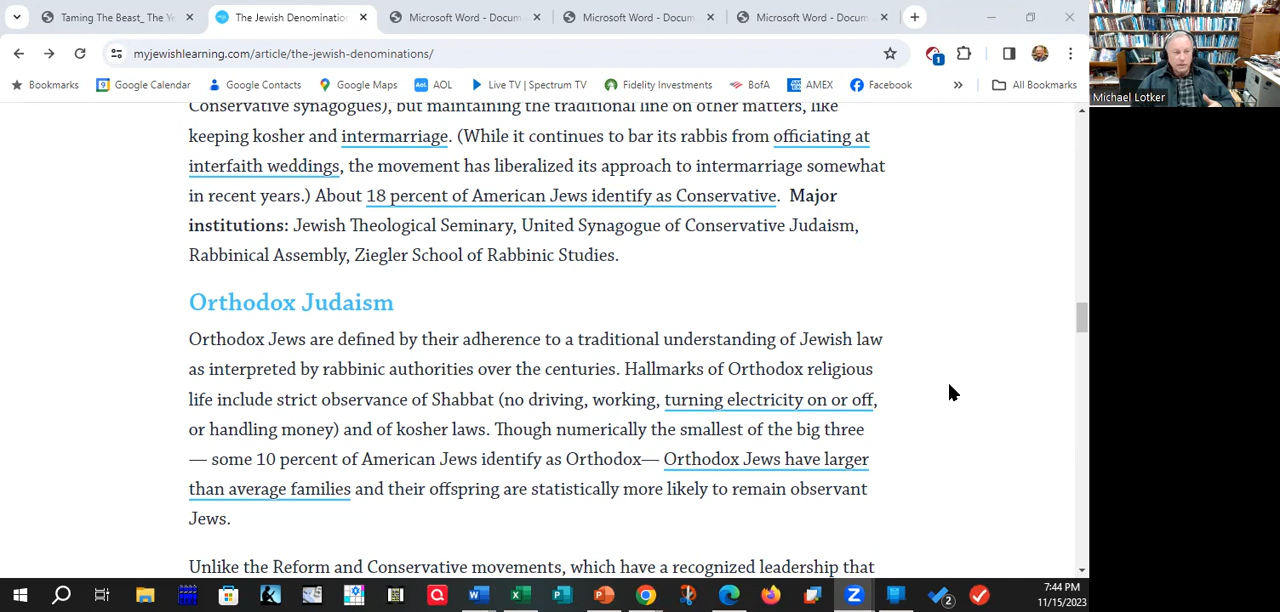 Taming The Beast_ The Ye
The Jewish Denominatio
Microsoft Word - Docum
Microsoft Word - Docum
Microsoft Word - Docum
myjewishlearning.com/article/the-jewish-denominations/
1
Bookmarks
Google Calendar
Google Contacts
Google Maps
Aol. AOL
Live TV | Spectrum TV
Fidelity Investments
BofA
AMEX
Facebook
»
All Bookmarks
Michael Lotker
Conservative synagogues), but maintaining the traditional line on other matters, like
keeping kosher and intermarriage. (While it continues to bar its rabbis from officiating at
interfaith weddings, the movement has liberalized its approach to intermarriage somewhat
in recent years.) About 18 percent of American Jews identify as Conservative. Major
institutions: Jewish Theological Seminary, United Synagogue of Conservative Judaism,
Rabbinical Assembly, Ziegler School of Rabbinic Studies.
Orthodox Judaism
Orthodox Jews are defined by their adherence to a traditional understanding of Jewish law
as interpreted by rabbinic authorities over the centuries. Hallmarks of Orthodox religious
life include strict observance of Shabbat (no driving, working, turning electricity on or off,
or handling money) and of kosher laws. Though numerically the smallest of the big three
— some 10 percent of American Jews identify as Orthodox— Orthodox Jews have larger
than average families and their offspring are statistically more likely to remain observant
Jews.
Unlike the Reform and Conservative movements, which have a recognized leadership that
2
7:44 PM
11/15/2023